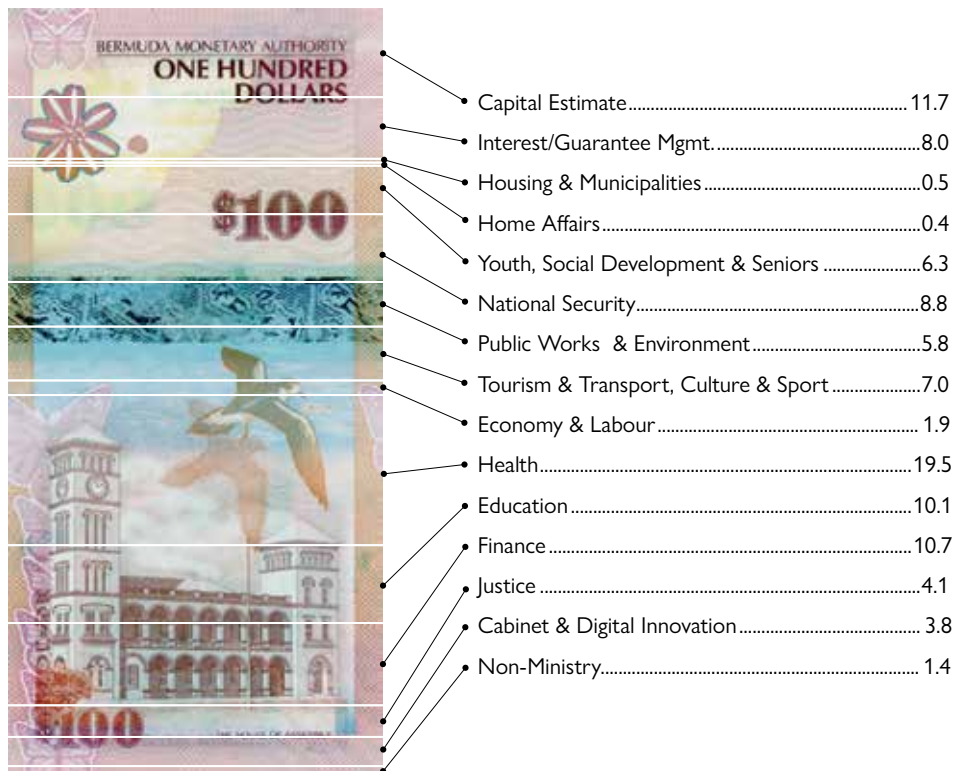 BERMUDA MONETARY AUTHORITY
ONE HUNDRED
DOLLARS
$100
Capital Estimate 11.7
Interest/Guarantee Mgmt. 8.0
Housing & Municipalities 0.5
Home Affairs 0.4
Youth, Social Development & Seniors 6.3
National Security 8.8
Public Works & Environment 5.8
Tourism & Transport, Culture & Sport 7.0
Economy & Labour 1.9
Health 19.5
Education 10.1
Finance 10.7
Justice 4.1
Cabinet & Digital Innovation 3.8
Non-Ministry 1.4
$100